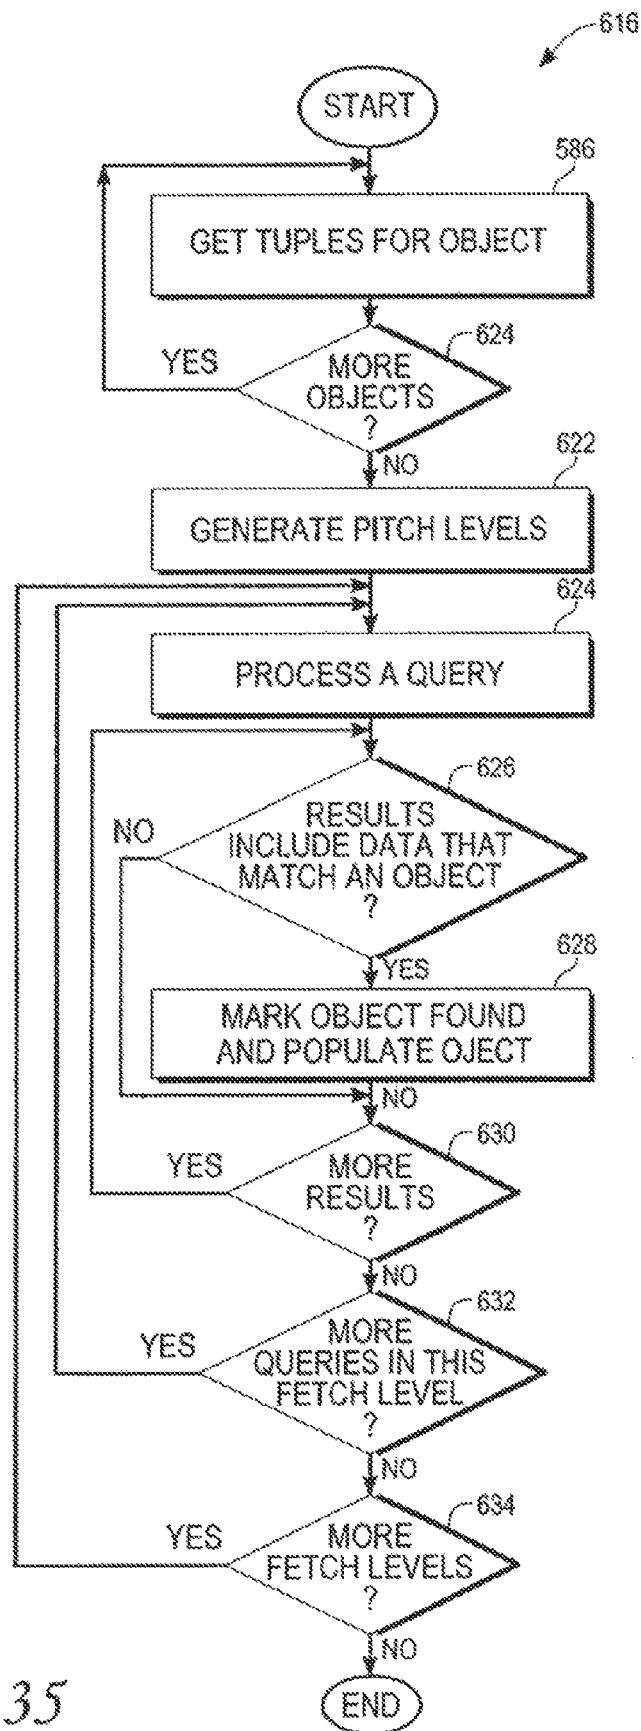 616
START
586
GET TUPLES FOR OBJECT
624
YES
MORE
OBJECTS
?
NO
622
GENERATE PITCH LEVELS
624
PROCESS A QUERY
626
NO
RESULTS
INCLUDE DATA THAT
MATCH AN OBJECT
?
YES
628
MARK OBJECT FOUND
AND POPULATE OJECT
NO
630
YES
MORE
RESULTS
?
NO
632
YES
MORE
QUERIES IN THIS
FETCH LEVEL
?
NO
634
YES
MORE
FETCH LEVELS
?
NO
35
END